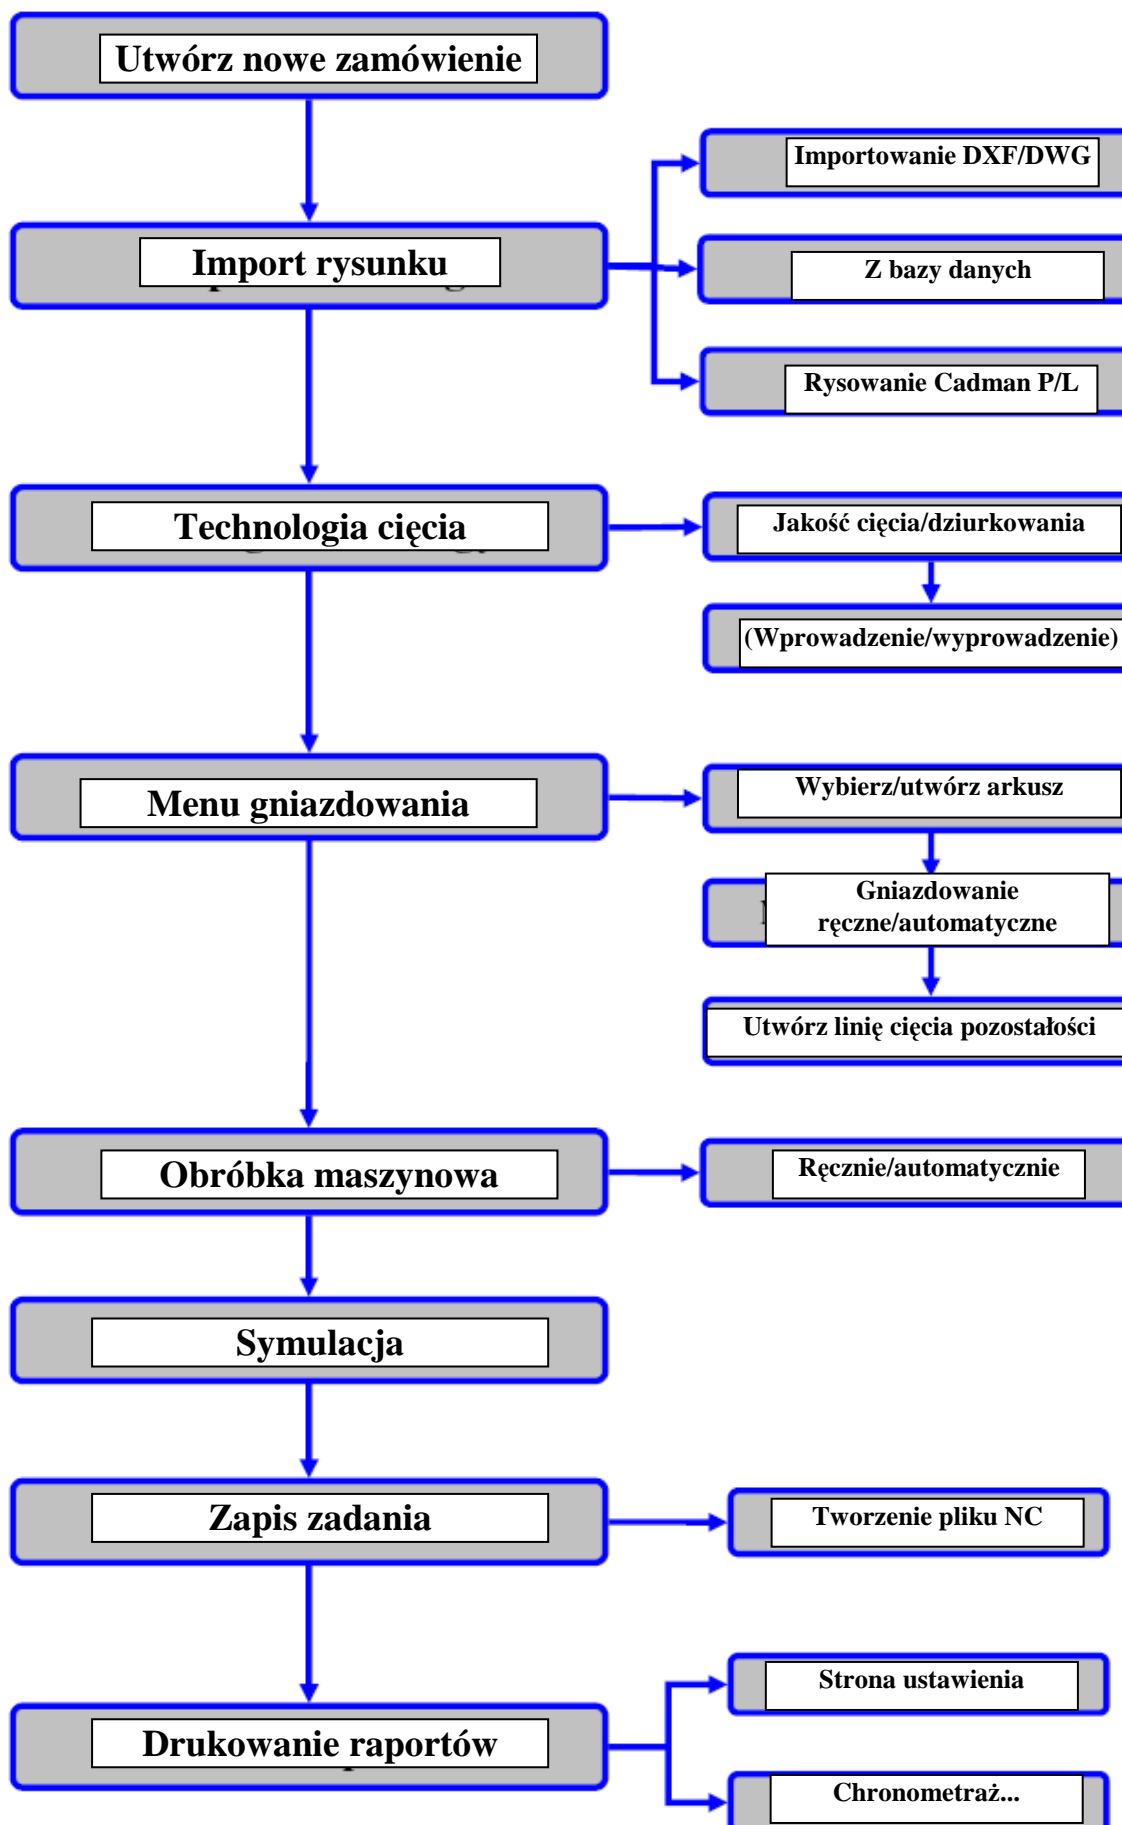 Utwórz nowe zamówienie
Importowanie DXF/DWG
Import rysunku
Z bazy danych
Rysowanie Cadman P/L
Technologia cięcia
Jakość cięcia/dziurkowania
(Wprowadzenie/wyprowadzenie)
Menu gniazdowania
Wybierz/utwórz arkusz
Gniazdowanie
ręczne/automatyczne
Utwórz linię cięcia pozostałości
Obróbka maszynowa
Ręcznie/automatycznie
Symulacja
Zapis zadania
Tworzenie pliku NC
Strona ustawienia
Drukowanie raportów
Chronometraż...